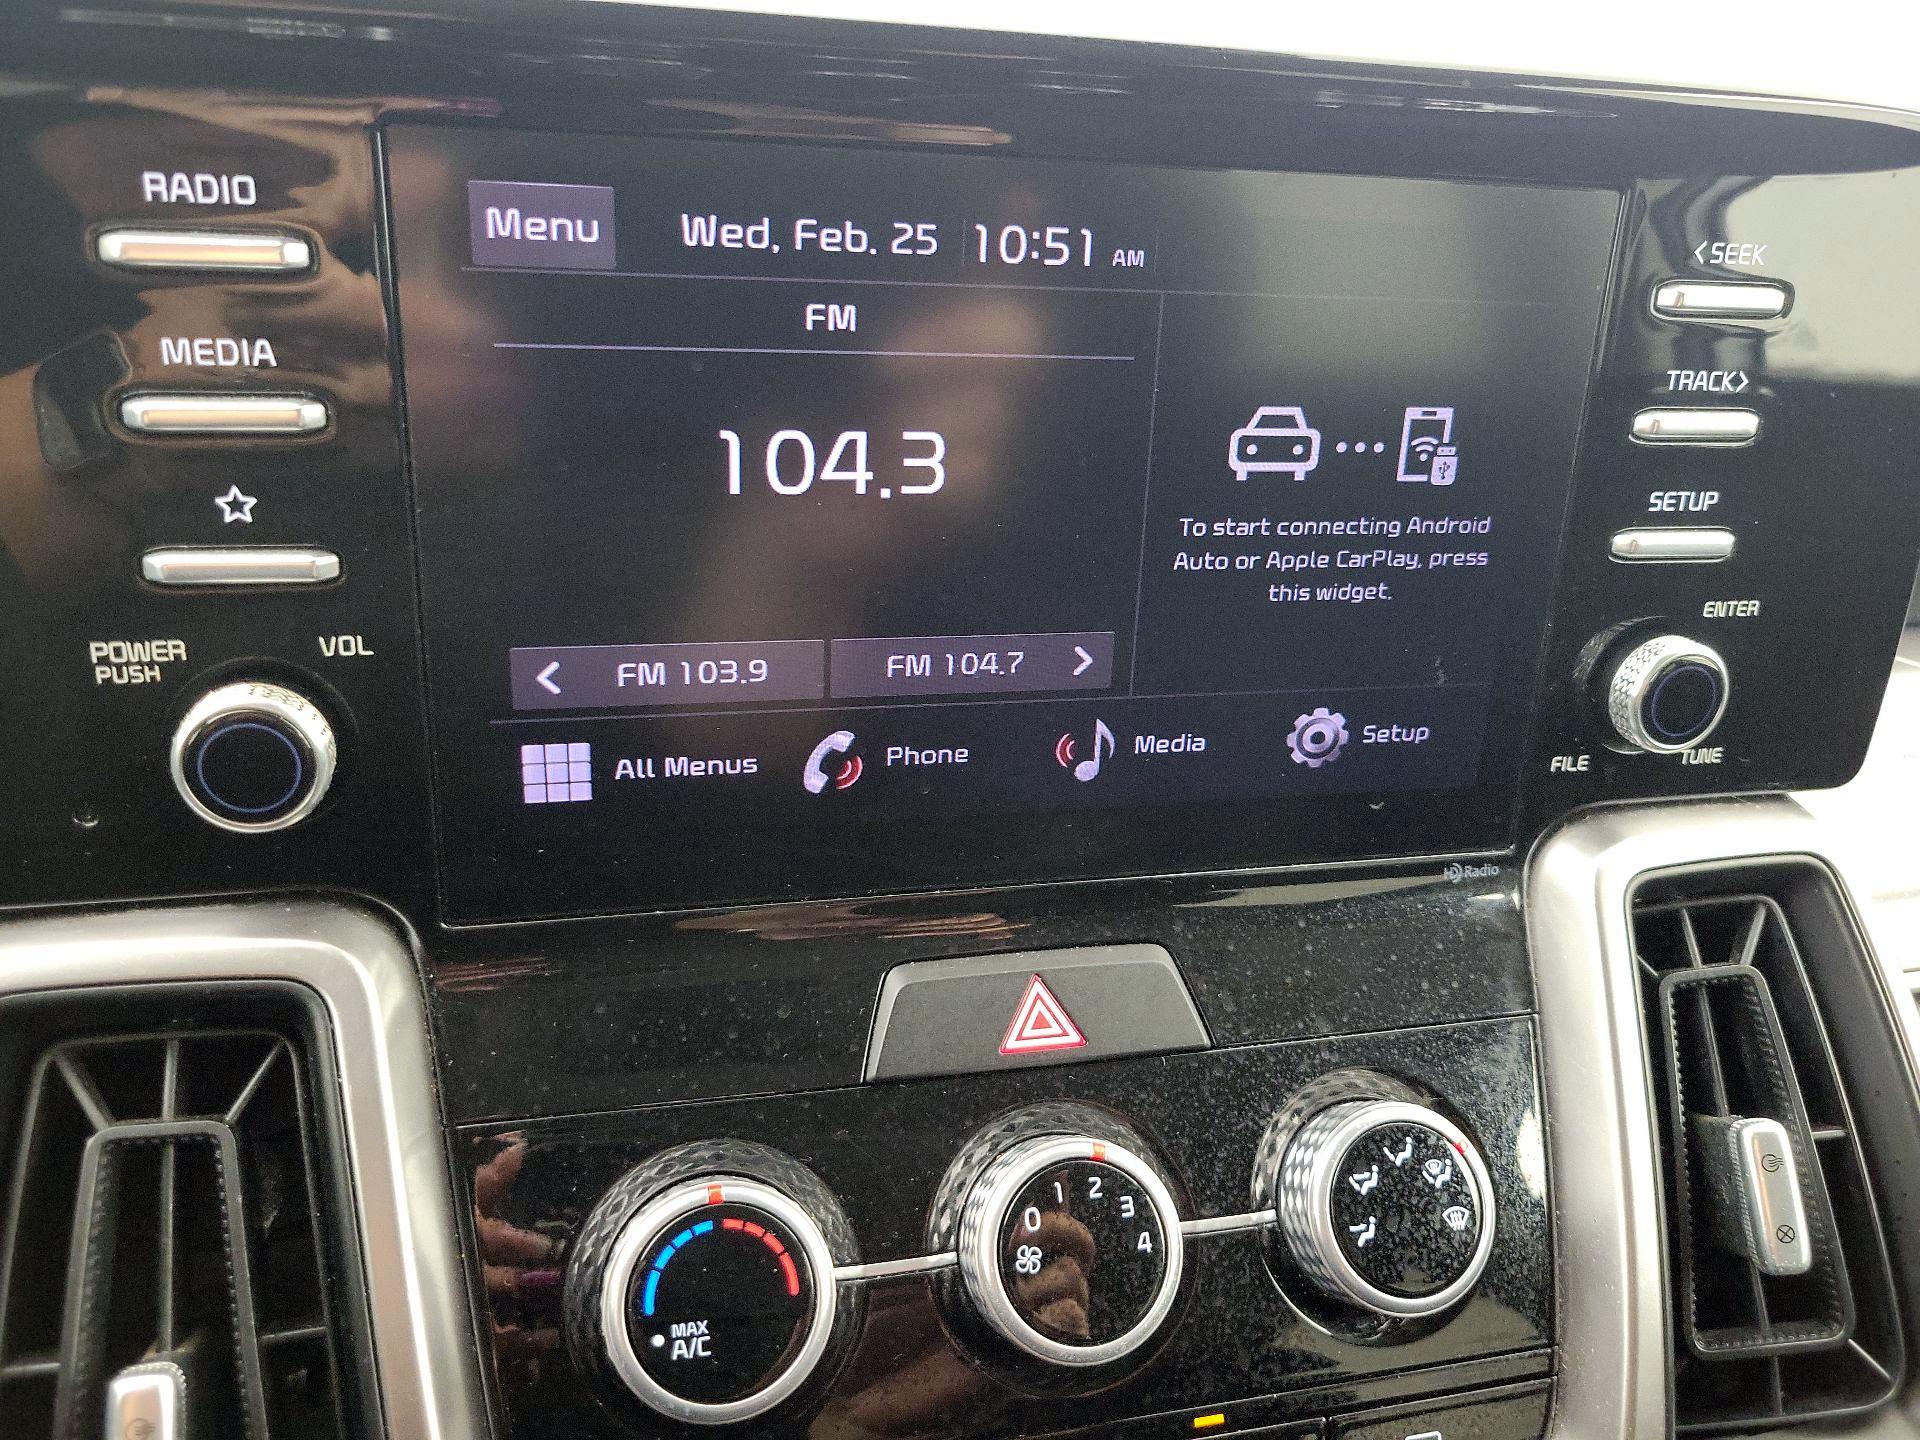 RADIO
MEDIA
POWER
PUSH
VOL
Menu
Wed, Feb. 25
10:51 AM
FM
104.3
< FM 103.9
FM 104.7 >
To start connecting Android
Auto or Apple CarPlay, press
this widget.
All Menus
Phone
Media
Setup
HD Radio
<SEEK
TRACK>
SETUP
ENTER
FILE
TUNE
MAX
A/C
0 1 2 3 4